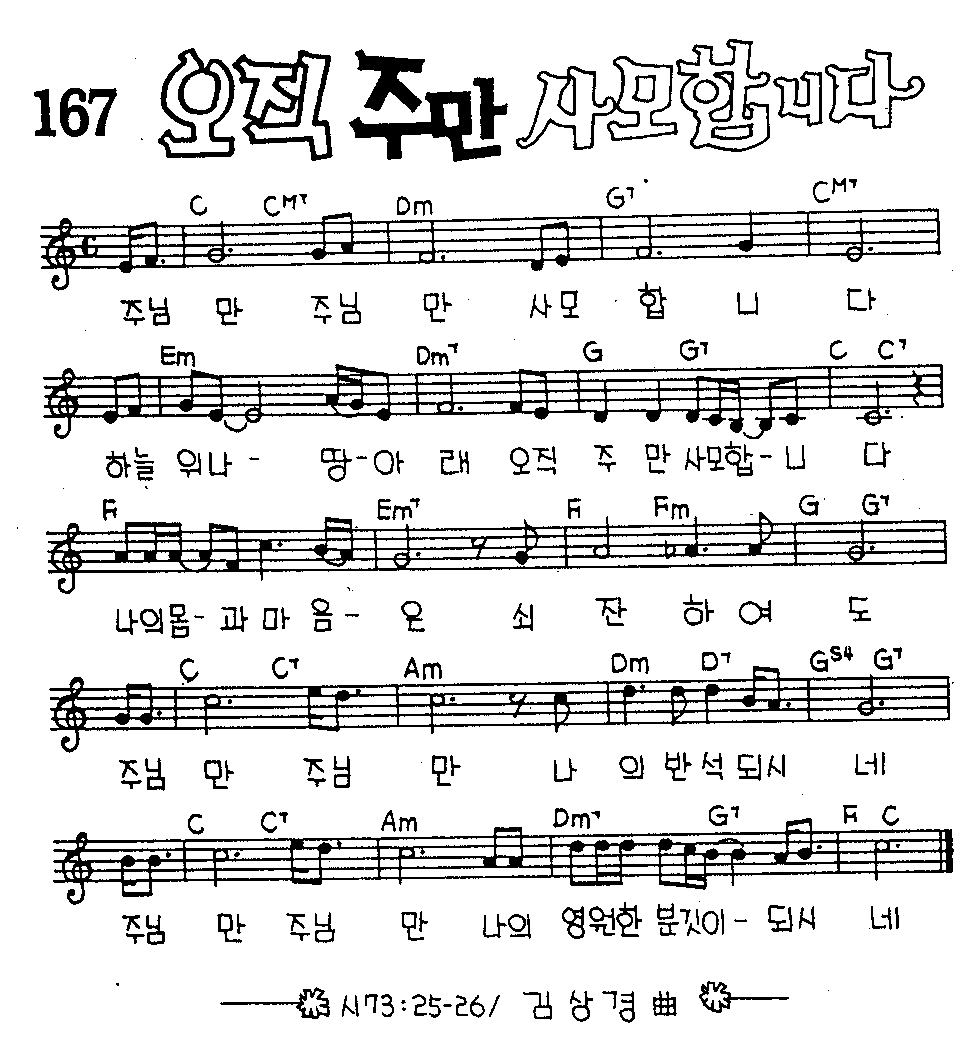 167 오직 주만 사모합니다
C CM7 Dm G7 CM7
주님 만 주님 만 사모 합 니 다
Em Dm7 G G7 C C7
하늘 위나 - 땅-아 래 오직 주 만 사모합-니 다
F Em7 F Fm G G7
나의몸-과 마 음- 은 쇠 잔 하 여 도
C C7 Am Dm D7 GS4 G7
주님 만 주님 만 나 의 반 석 되시 네
C C7 Am Dm7 G7 F C
주님 만 주님 만 나의 영원한 분깃이- 되시 네
시73:25-26/ 김상경 曲